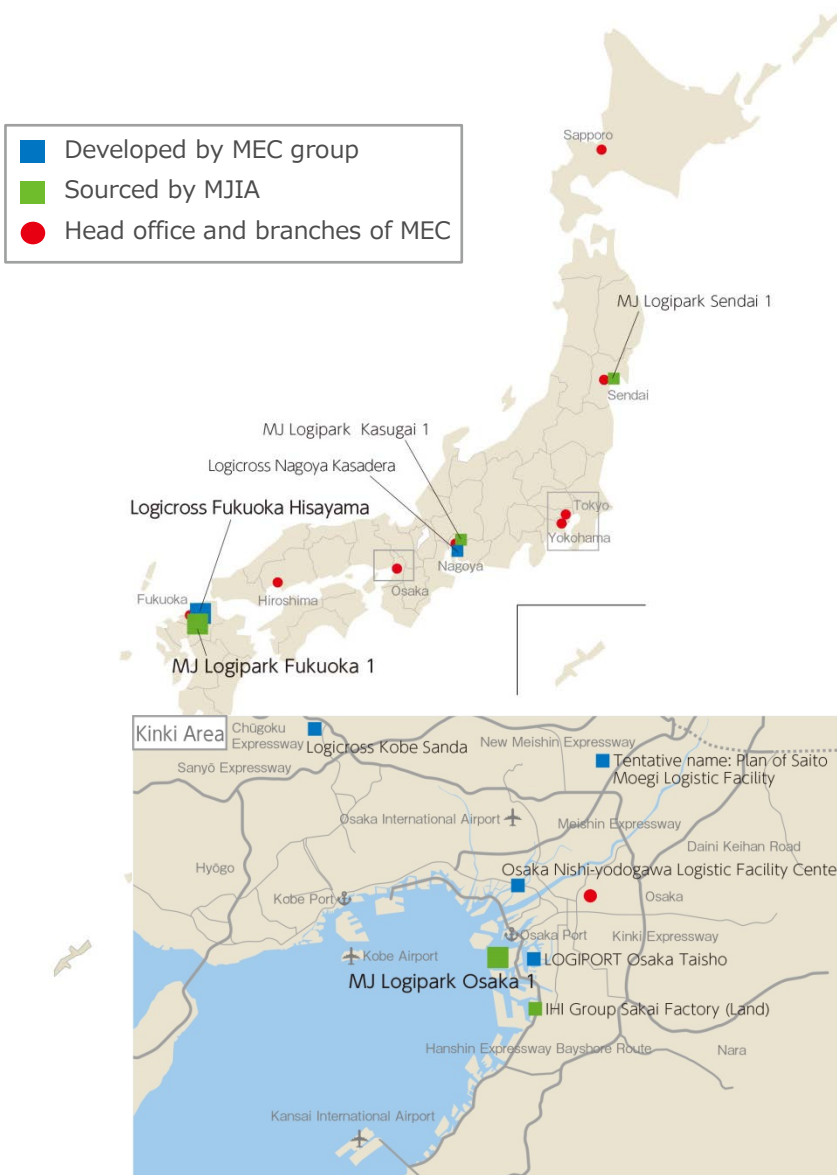 Developed by MEC group
Sourced by MJIA
Head office and branches of MEC
Sapporo
MJ Logipark Sendai 1
Sendai
MJ Logipark Kasugai 1
Logicross Nagoya Kasadera
Logicross Fukuoka Hisayama
Tokyo
Yokohama
Nagoya
Osaka
Hiroshima
Fukuoka
MJ Logipark Fukuoka 1
Kinki Area
Chūgoku
Expressway
Logicross Kobe Sanda
New Meishin Expressway
Sanyō Expressway
Tentative name: Plan of Saito
Moegi Logistic Facility
Osaka International Airport
Meishin Expressway
Daini Keihan Road
Hyōgo
Osaka Nishi-yodogawa Logistic Facility Cente
Kobe Port
Osaka
Osaka Port
Kinki Expressway
Kobe Airport
LOGIPORT Osaka Taisho
MJ Logipark Osaka 1
IHI Group Sakai Factory (Land)
Hanshin Expressway Bayshore Route
Nara
Kansai International Airport